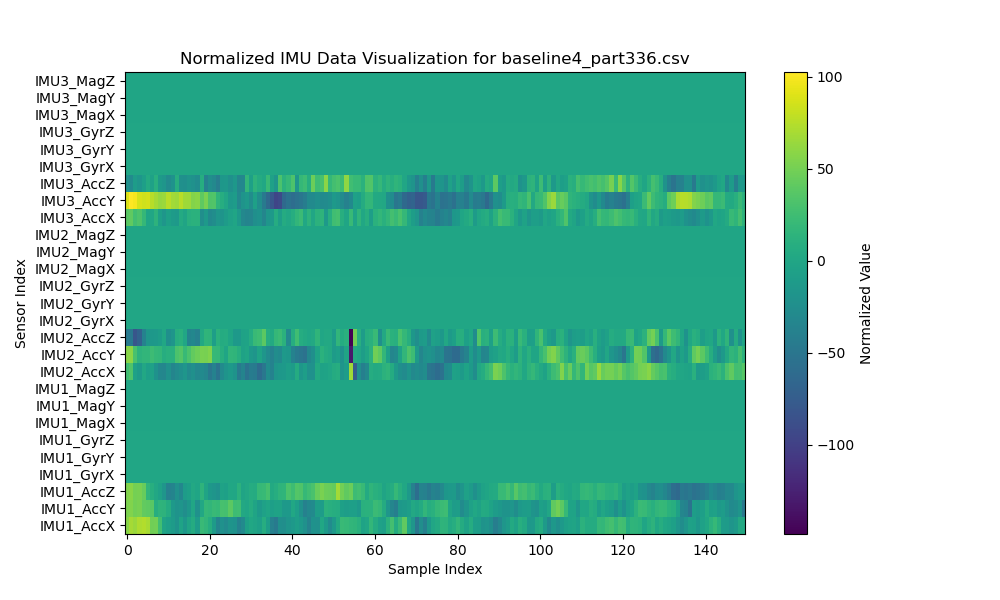 Normalized IMU Data Visualization for baseline4_part336.csv
Sensor Index
IMU3_MagZ
IMU3_MagY
IMU3_MagX
IMU3_GyrZ
IMU3_GyrY
IMU3_GyrX
IMU3_AccZ
IMU3_AccY
IMU3_AccX
IMU2_MagZ
IMU2_MagY
IMU2_MagX
IMU2_GyrZ
IMU2_GyrY
IMU2_GyrX
IMU2_AccZ
IMU2_AccY
IMU2_AccX
IMU1_MagZ
IMU1_MagY
IMU1_MagX
IMU1_GyrZ
IMU1_GyrY
IMU1_GyrX
IMU1_AccZ
IMU1_AccY
IMU1_AccX
0 20 40 60 80 100 120 140
Sample Index
100
50
0
−50
−100
Normalized Value